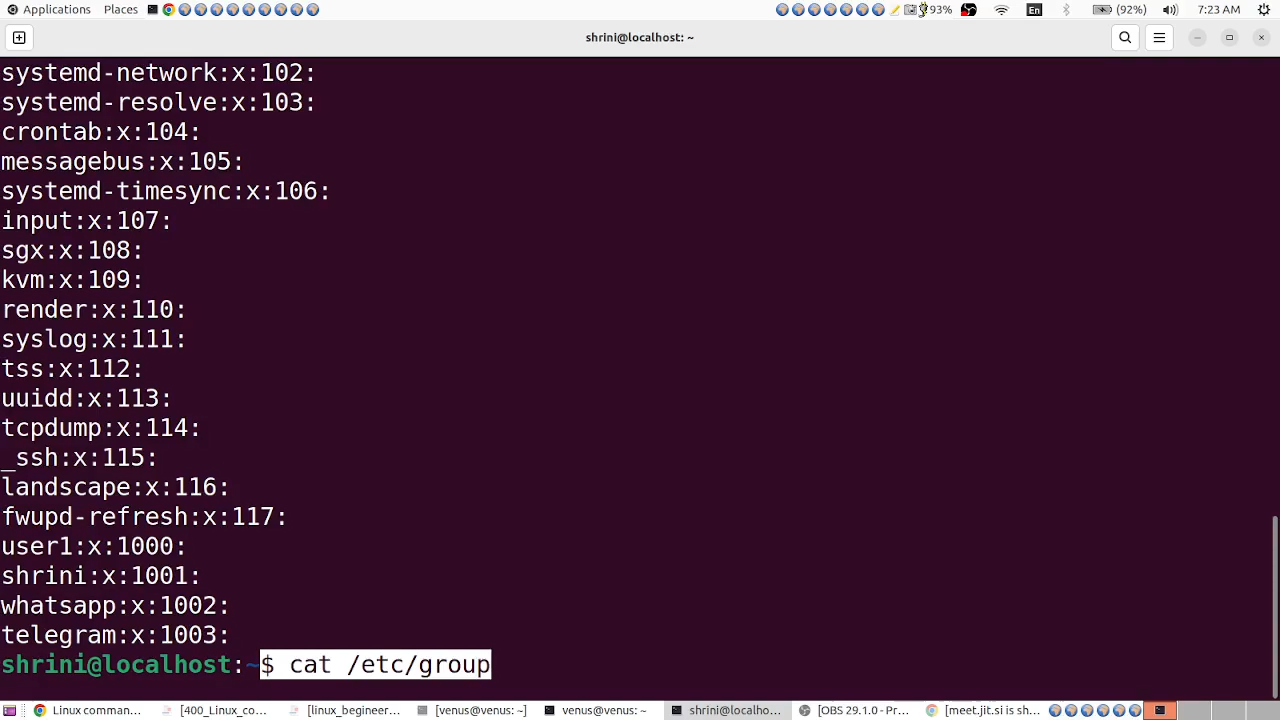 Applications Places 93% En (92%) 7:23 AM
shrini@localhost: ~
systemd-network:x:102:
systemd-resolve:x:103:
crontab:x:104:
messagebus:x:105:
systemd-timesync:x:106:
input:x:107:
sgx:x:108:
kvm:x:109:
render:x:110:
syslog:x:111:
tss:x:112:
uuidd:x:113:
tcpdump:x:114:
_ssh:x:115:
landscape:x:116:
fwupd-refresh:x:117:
user1:x:1000:
shrini:x:1001:
whatsapp:x:1002:
telegram:x:1003:
shrini@localhost:~$ cat /etc/group
Linux comman... [400_Linux_co... [linux_begineer... [venus@venus: ~] venus@venus: ~ shrini@localho... [OBS 29.1.0 - Pr... [meet.jit.si is sh...